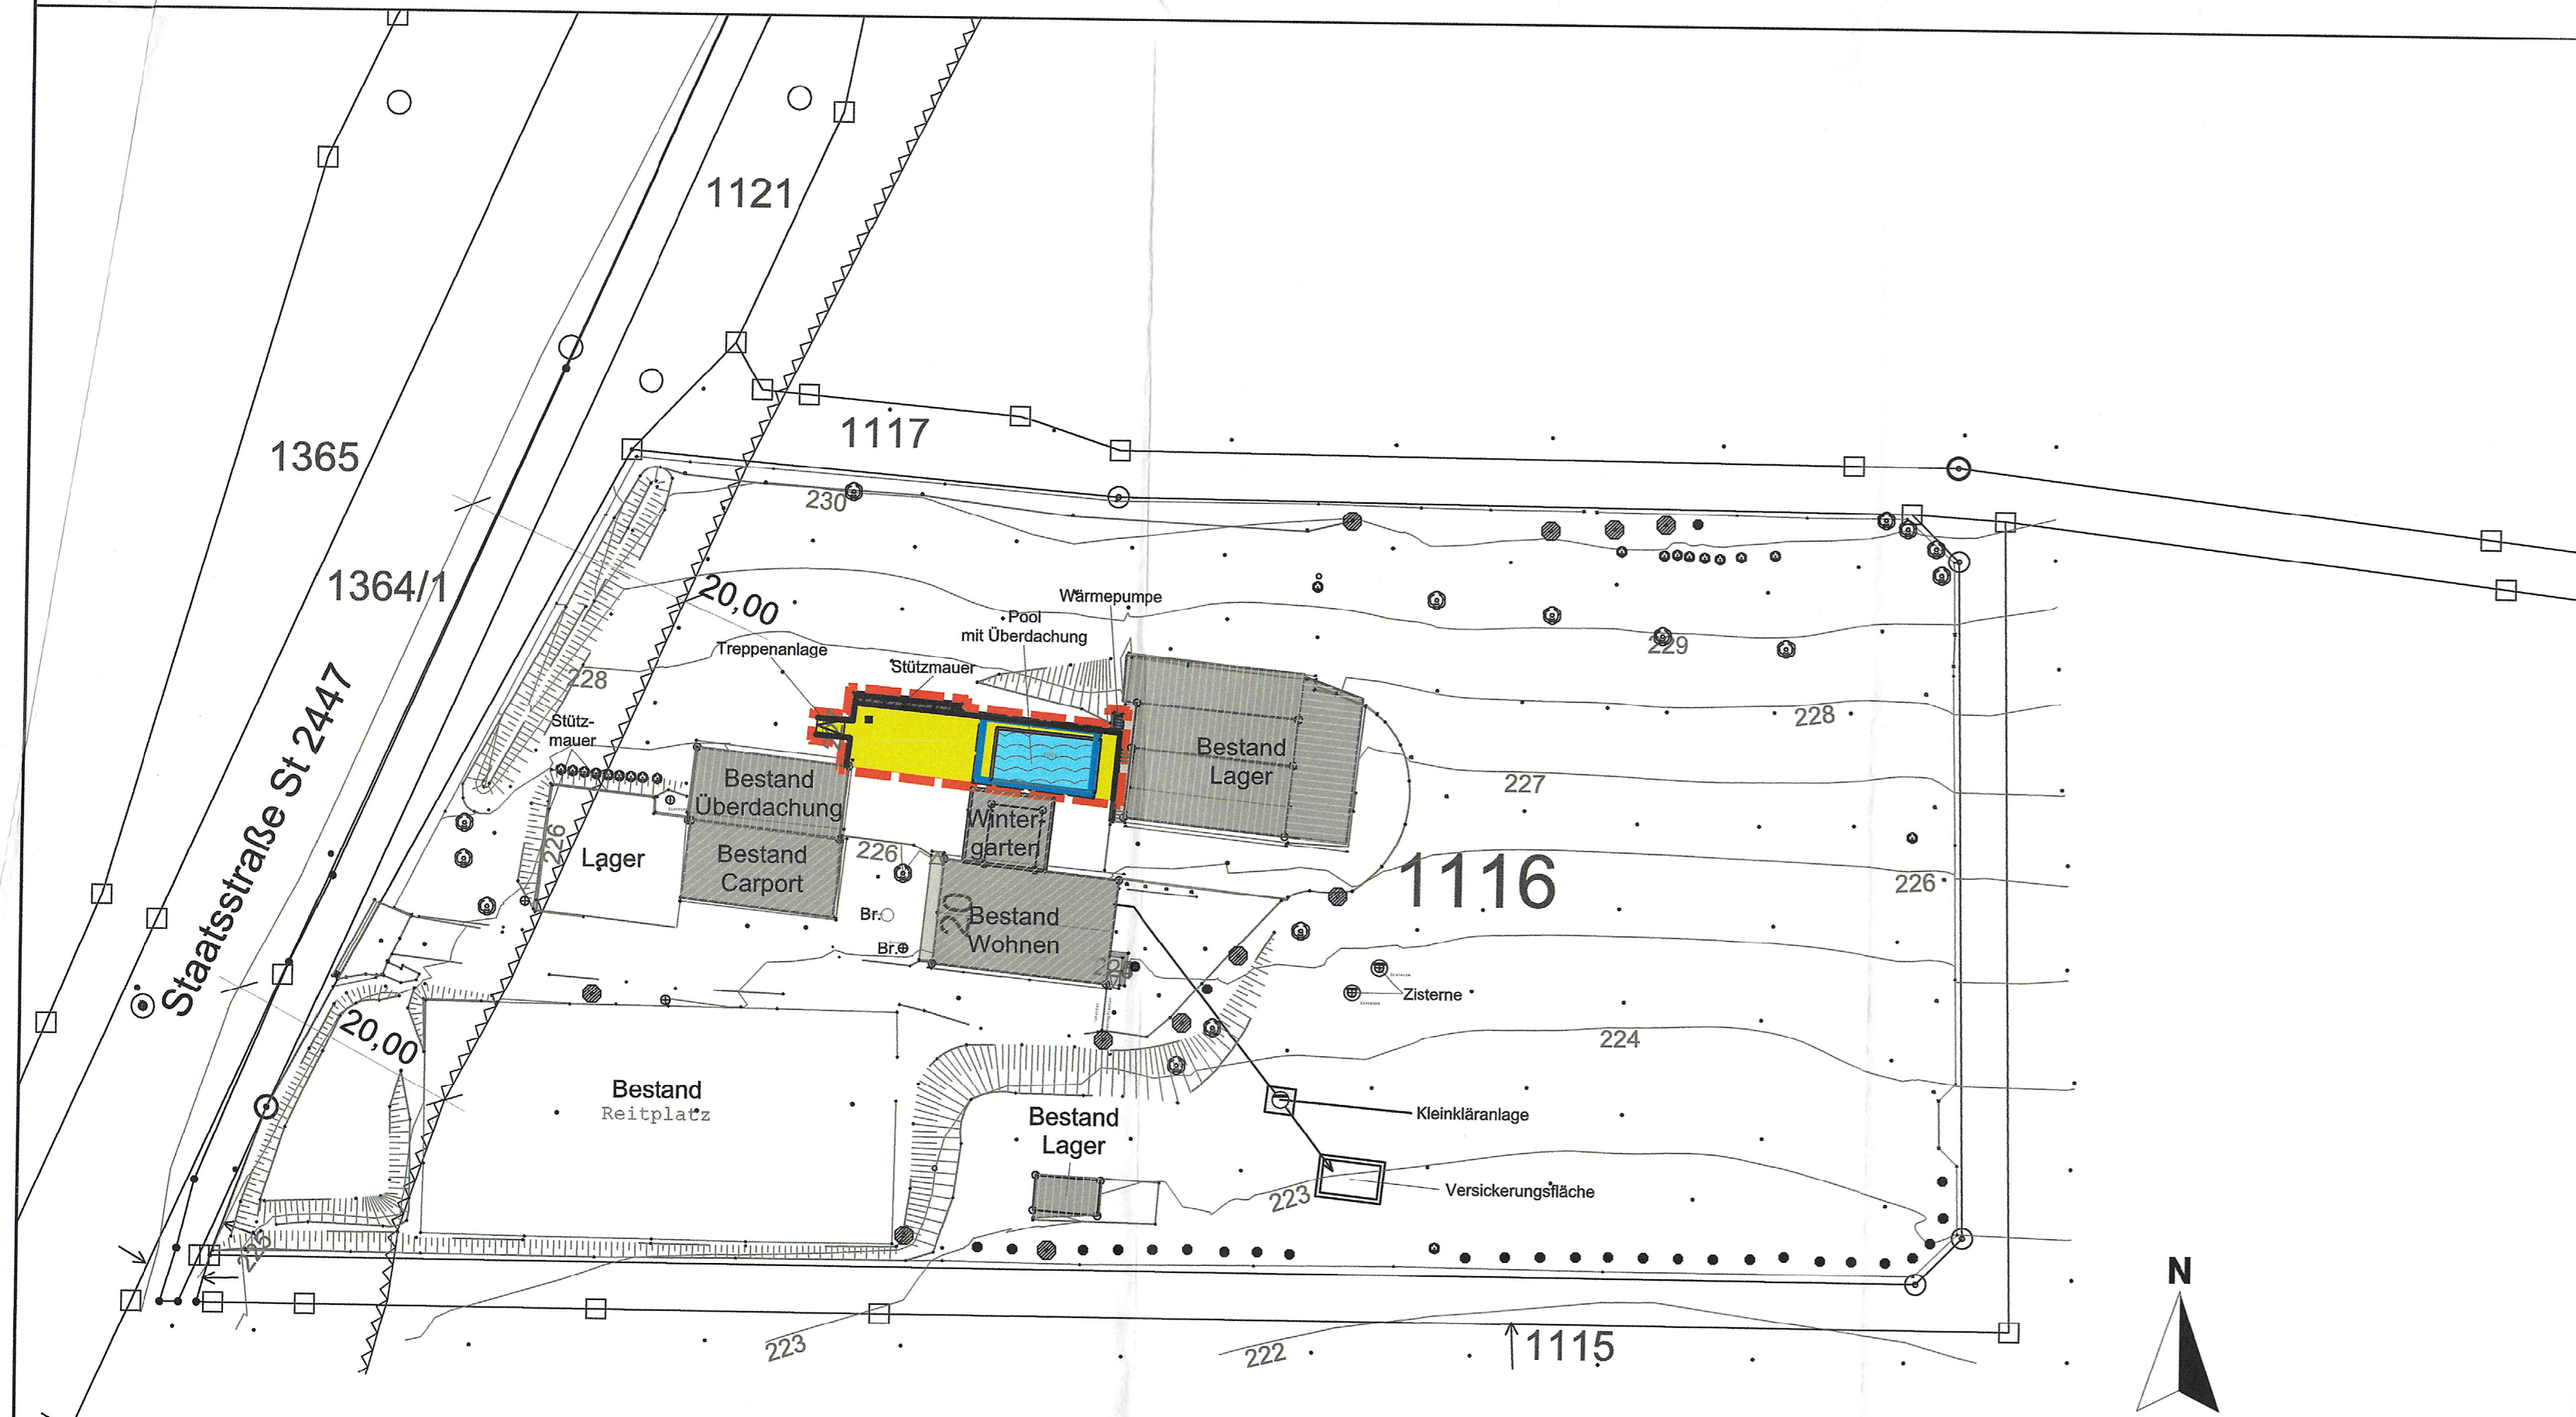 1121
1117
1365
230
1364/1
20,00
Wärmepumpe
Pool
mit Überdachung
229
Treppenanlage
Stützmauer
228
228
Stütz-
mauer
Staatsstraße St 2447
Bestand
Lager
Bestand
Überdachung
227
Winter-
garten
226
Lager
226
Bestand
Carport
1116
226
Br.
20
Bestand
Wohnen
Br.
Zisterne
20,00
224
Bestand
Reitplatz
Bestand
Lager
Kleinkläranlage
Versickerungsfläche
223
225
N
223
222
1115